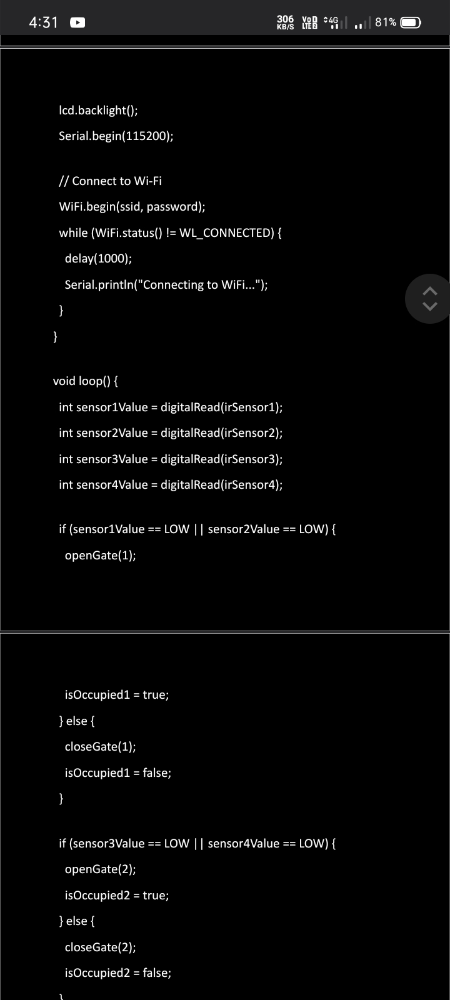 4:31
306 KB/S VoD LTE2 4G 81%
lcd.backlight();
Serial.begin(115200);
// Connect to Wi-Fi
WiFi.begin(ssid, password);
while (WiFi.status() != WL_CONNECTED) {
delay(1000);
Serial.println("Connecting to WiFi...");
}
}
void loop() {
int sensor1Value = digitalRead(irSensor1);
int sensor2Value = digitalRead(irSensor2);
int sensor3Value = digitalRead(irSensor3);
int sensor4Value = digitalRead(irSensor4);
if (sensor1Value == LOW || sensor2Value == LOW) {
openGate(1);
isOccupied1 = true;
} else {
closeGate(1);
isOccupied1 = false;
}
if (sensor3Value == LOW || sensor4Value == LOW) {
openGate(2);
isOccupied2 = true;
} else {
closeGate(2);
isOccupied2 = false;
}